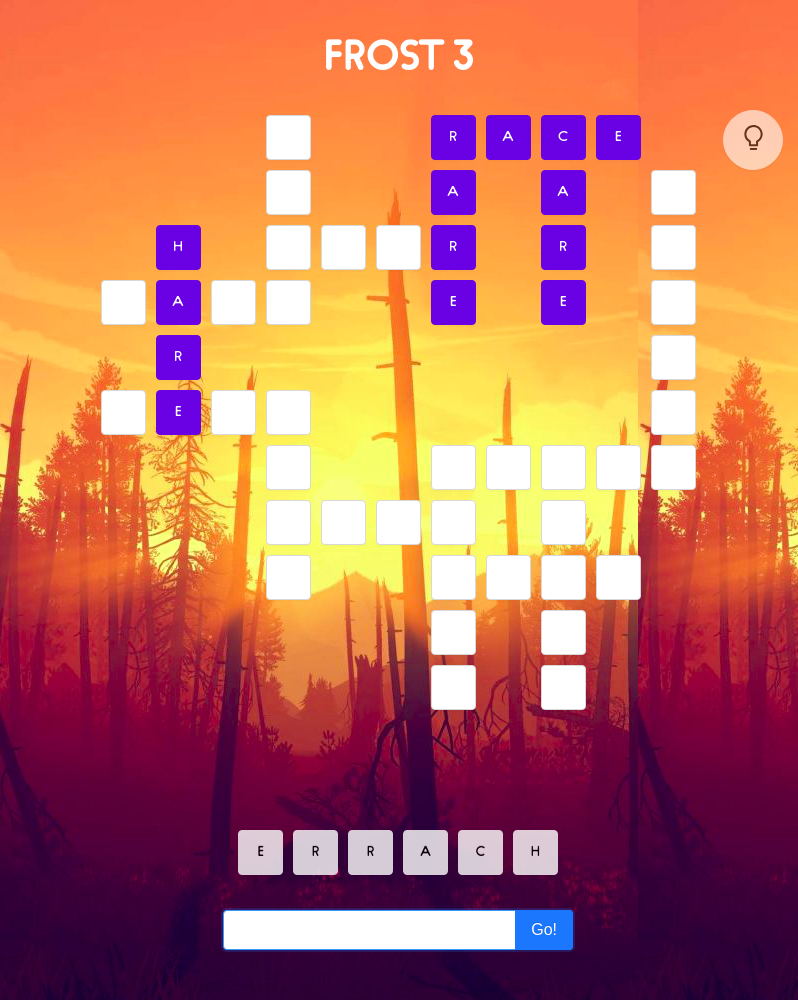 FROST 3
R A C E
A A
H R R
A E E
R
E
E R R A C H
Go!